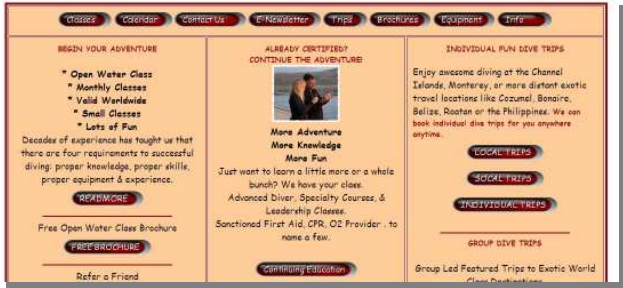 Classes Calendar Contact Us E-Newsletter Trips Brochures Equipment Info
BEGIN YOUR ADVENTURE
* Open Water Class
* Monthly Classes
* Valid Worldwide
* Small Classes
* Lots of Fun
Decades of experience has taught us that
there are four requirements to successful
diving: proper knowledge, proper skills,
proper equipment & experience.
READ MORE
Free Open Water Class Brochure
FREE BROCHURE
Refer a Friend
ALREADY CERTIFIED?
CONTINUE THE ADVENTURE!
More Adventure
More Knowledge
More Fun
Just want to learn a little more or a whole
bunch? We have your class.
Advanced Diver, Specialty Courses, &
Leadership Classes.
Sanctioned First Aid, CPR, O2 Provider . to
name a few.
Continuing Education
INDIVIDUAL FUN DIVE TRIPS
Enjoy awesome diving at the Channel
Islands, Monterey, or more distant exotic
travel locations like Cozumel, Bonaire,
Belize, Roatan or the Philippines. We can
book individual dive trips for you anywhere
anytime.
LOCAL TRIPS
SOCAL TRIPS
INDIVIDUAL TRIPS
GROUP DIVE TRIPS
Group Led Featured Trips to Exotic World
Class Destinations